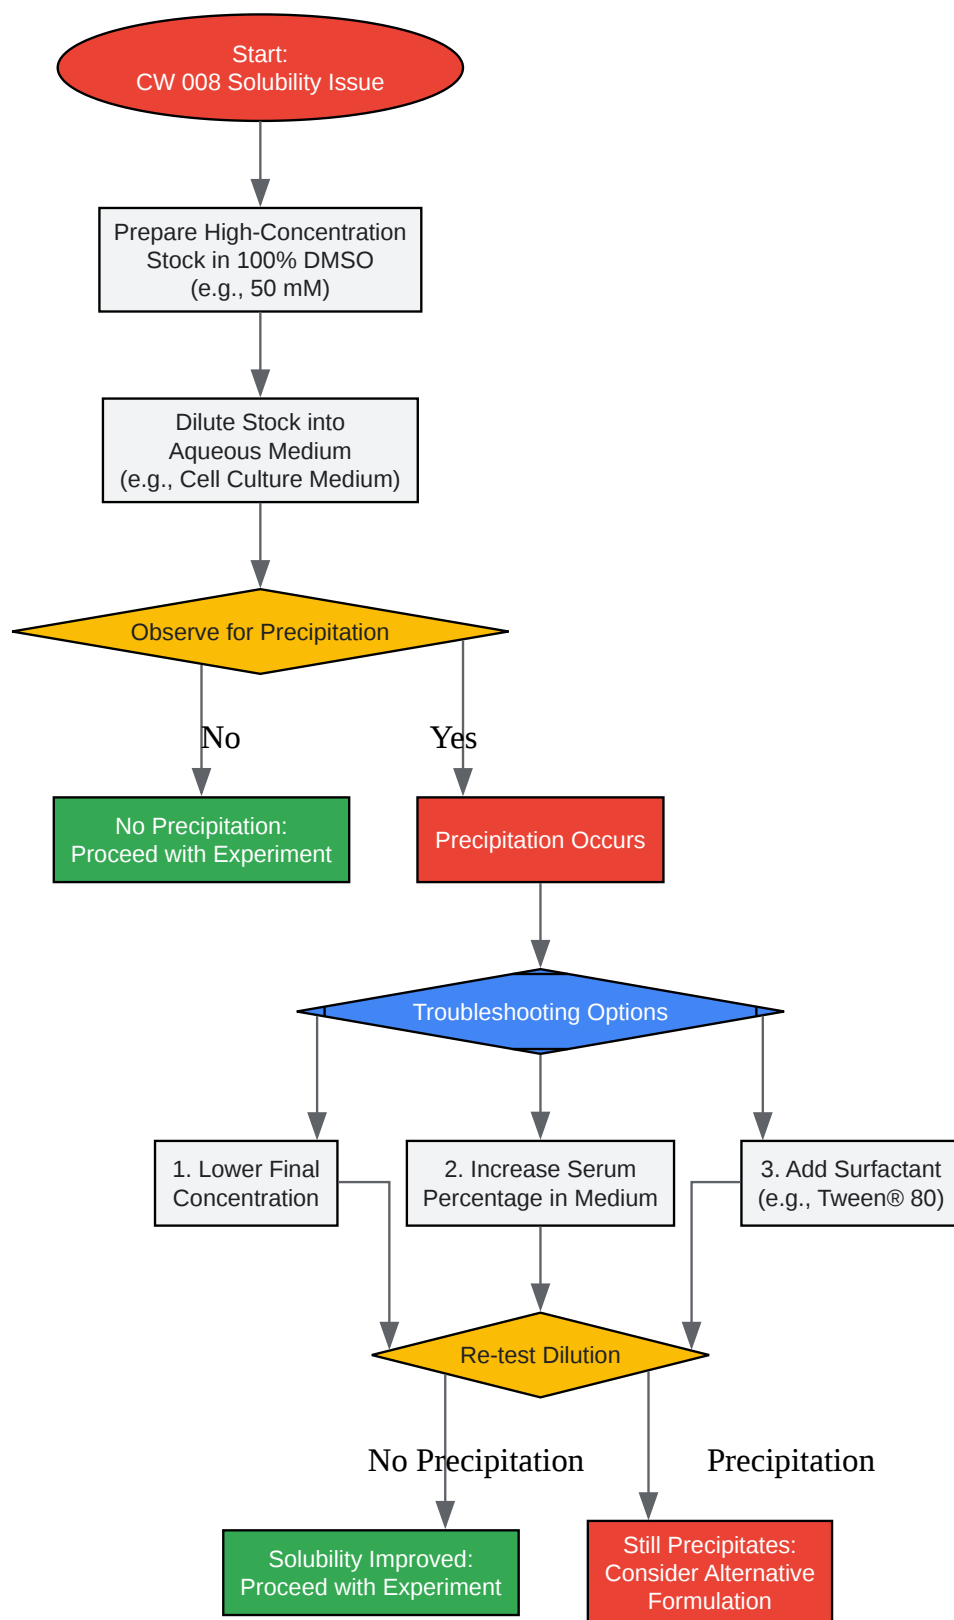 Start:
CW 008 Solubility Issue
Prepare High-Concentration
Stock in 100% DMSO
(e.g., 50 mM)
Dilute Stock into
Aqueous Medium
(e.g., Cell Culture Medium)
Observe for Precipitation
No
Yes
No Precipitation:
Proceed with Experiment
Precipitation Occurs
Troubleshooting Options
1. Lower Final
Concentration
2. Increase Serum
Percentage in Medium
3. Add Surfactant
(e.g., Tween® 80)
Re-test Dilution
No Precipitation
Precipitation
Solubility Improved:
Proceed with Experiment
Still Precipitates:
Consider Alternative
Formulation